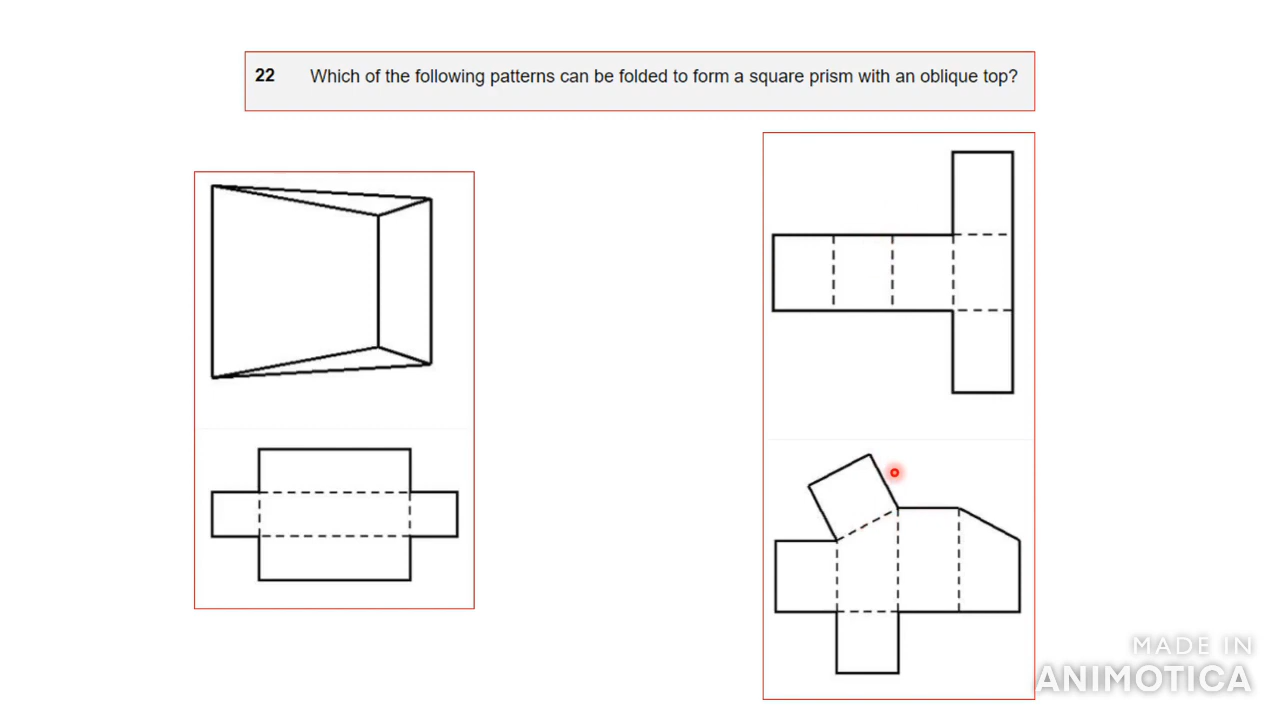 22 Which of the following patterns can be folded to form a square prism with an oblique top?
MADE IN
ANIMOTICA